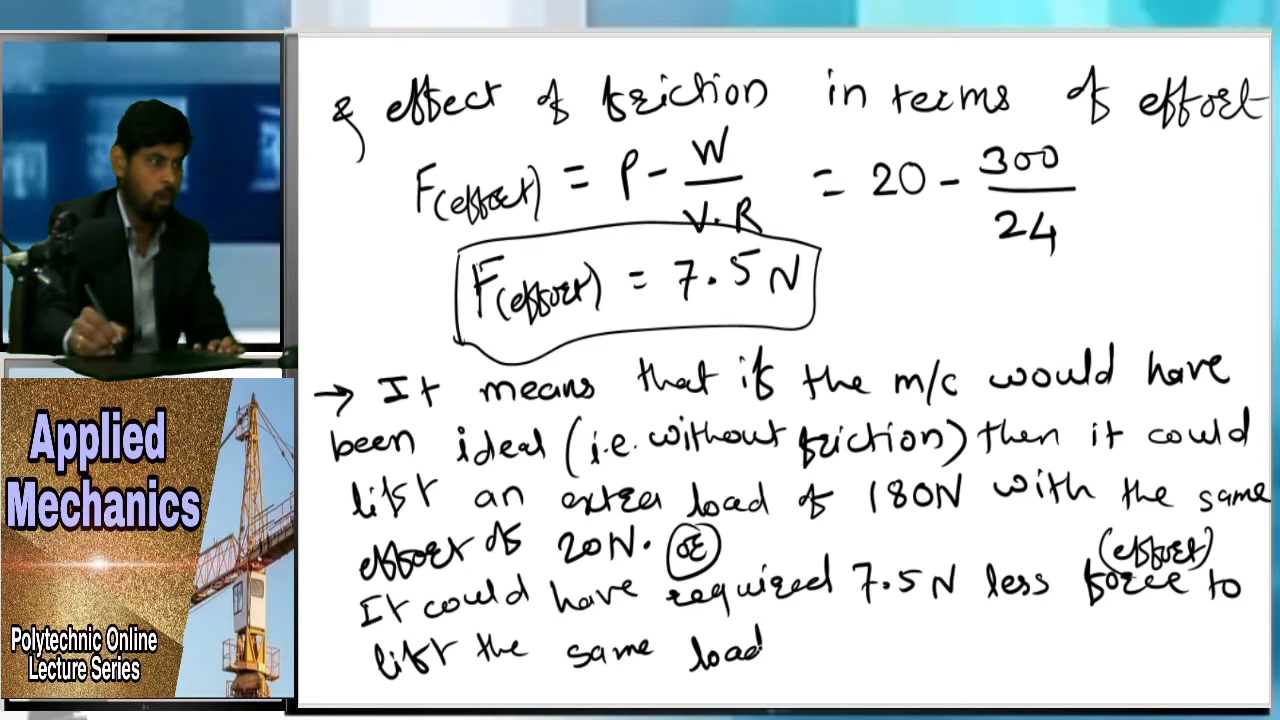 & effect of friction in terms of effort
F(effort) = P - W/V.R = 20 - 300/24
F(effort) = 7.5 N
→ It means that if the m/c would have
been ideal (i.e. without friction) then it could
lift an extra load of 180N with the same
effort of 20N. OR
(effort)
It could have required 7.5 N less force to
lift the same load
Applied
Mechanics
Polytechnic Online
Lecture Series